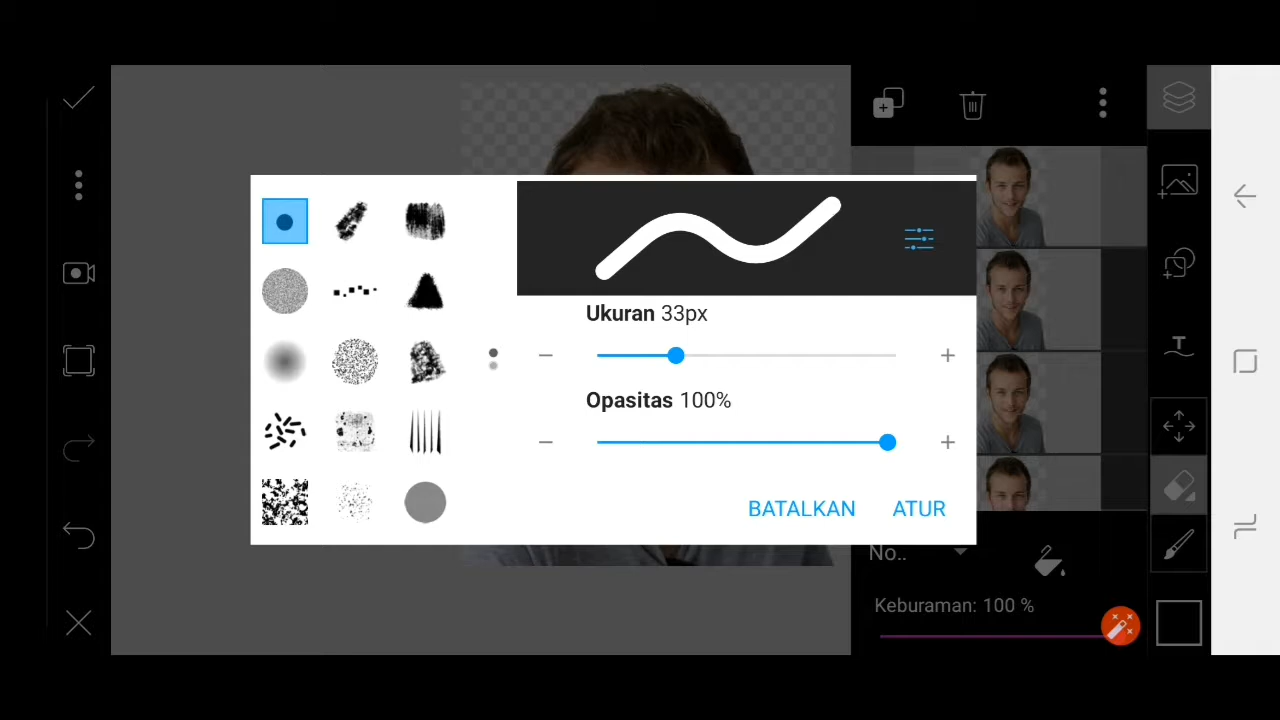 Ukuran 33px
Opasitas 100%
BATALKAN
ATUR
T
No..
Keburaman: 100 %